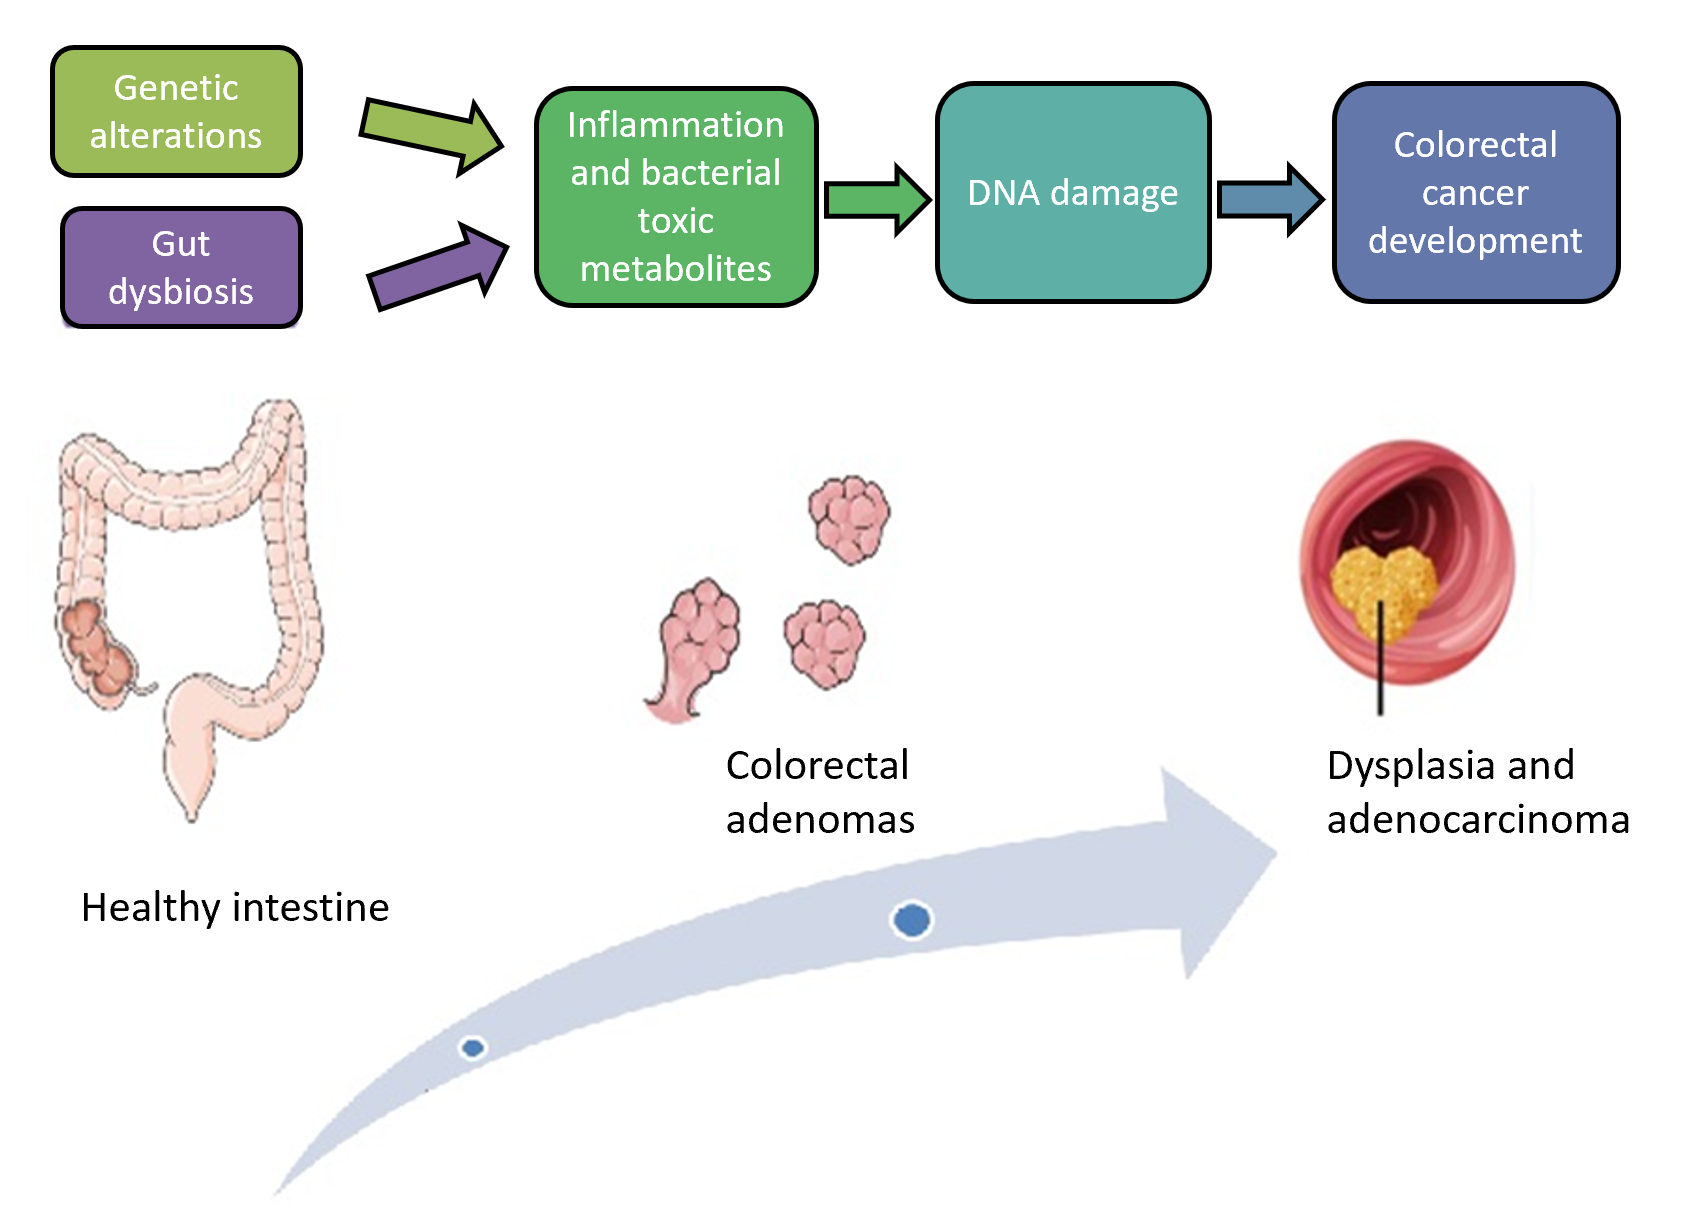 Genetic
alterations
Gut
dysbiosis
Inflammation
and bacterial
toxic
metabolites
DNA damage
Colorectal
cancer
development
Healthy intestine
Colorectal
adenomas
Dysplasia and
adenocarcinoma